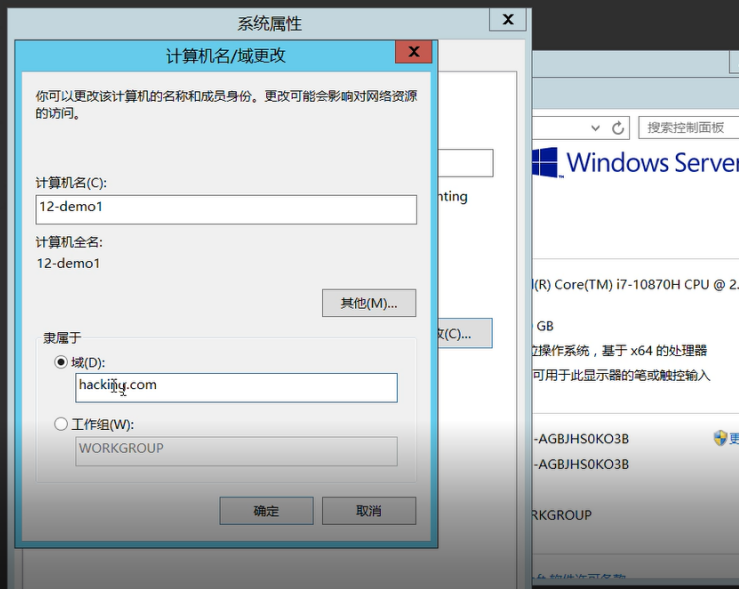 系统属性
计算机名/域更改
你可以更改该计算机的名称和成员身份。更改可能会影响对网络资源
的访问。
计算机名(C):
12-demo1
计算机全名:
12-demo1
其他(M)...
隶属于
域(D):
工作组(W):
WORKGROUP
确定
取消
(C)...
搜索控制面板
Windows Server
(R) Core(TM) i7-10870H CPU @ 2.
GB
位操作系统，基于 x64 的处理器
可用于此显示器的笔或触控输入
-AGBJHS0KO3B
更
-AGBJHS0KO3B
RKGROUP